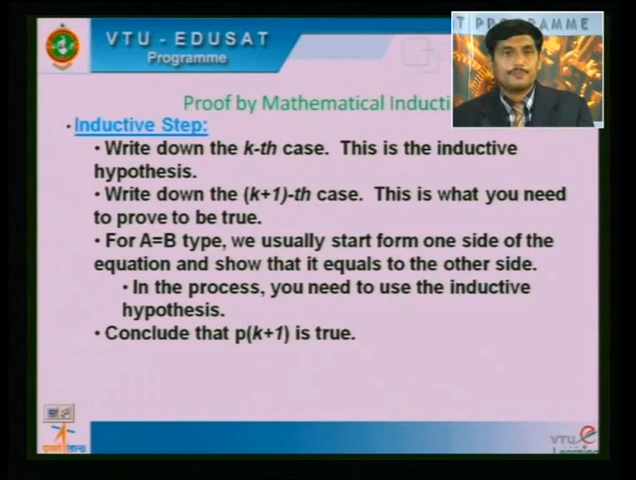 VTU - EDUSAT
Programme
T PROGRAMME
Proof by Mathematical Inducti
• Inductive Step:
• Write down the k-th case. This is the inductive
hypothesis.
• Write down the (k+1)-th case. This is what you need
to prove to be true.
• For A=B type, we usually start form one side of the
equation and show that it equals to the other side.
• In the process, you need to use the inductive
hypothesis.
• Conclude that p(k+1) is true.
VTU e
Learning